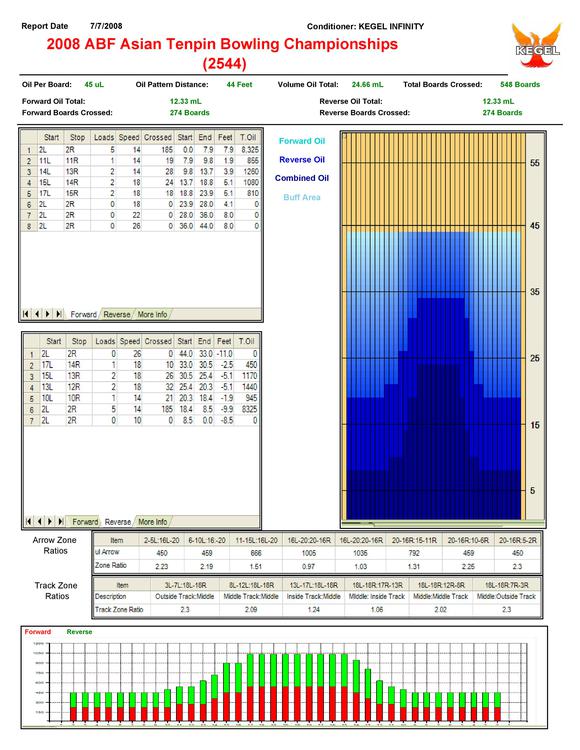 Report Date 7/7/2008 Conditioner: KEGEL INFINITY
2008 ABF Asian Tenpin Bowling Championships
(2544)
KEGEL
Oil Per Board: 45 uL Oil Pattern Distance: 44 Feet Volume Oil Total: 24.66 mL Total Boards Crossed: 548 Boards
Forward Oil Total: 12.33 mL Reverse Oil Total: 12.33 mL
Forward Boards Crossed: 274 Boards Reverse Boards Crossed: 274 Boards
Start Stop Loads Speed Crossed Start End Feet T.Oil
1 2L 2R 5 14 185 0.0 7.9 7.9 8,325
2 11L 11R 1 14 19 7.9 9.8 1.9 855
3 14L 13R 2 14 28 9.8 13.7 3.9 1260
4 15L 14R 2 18 24 13.7 18.8 5.1 1080
5 17L 15R 2 18 18 18.8 23.9 5.1 810
6 2L 2R 0 18 0 23.9 28.0 4.1 0
7 2L 2R 0 22 0 28.0 36.0 8.0 0
8 2L 2R 0 26 0 36.0 44.0 8.0 0
Forward Reverse More Info
Forward Oil
Reverse Oil
Combined Oil
Buff Area
55
45
35
25
15
5
Start Stop Loads Speed Crossed Start End Feet T.Oil
1 2L 2R 0 26 0 44.0 33.0 -11.0 0
2 17L 14R 1 18 10 33.0 30.5 -2.5 450
3 15L 13R 2 18 26 30.5 25.4 -5.1 1170
4 13L 12R 2 18 32 25.4 20.3 -5.1 1440
5 10L 10R 1 14 21 20.3 18.4 -1.9 945
6 2L 2R 5 14 185 18.4 8.5 -9.9 8325
7 2L 2R 0 10 0 8.5 0.0 -8.5 0
Forward Reverse More Info
Arrow Zone Ratios
Item 2-5L:16L-20 6-10L:16-20 11-15L:16L-20 16L-20:20-16R 16L-20:20-16R 20-16R:15-11R 20-16R:10-6R 20-16R:5-2R
ul Arrow 450 459 666 1005 1035 792 459 450
Zone Ratio 2.23 2.19 1.51 0.97 1.03 1.31 2.25 2.3
Track Zone Ratios
Item 3L-7L:18L-18R 8L-12L:18L-18R 13L-17L:18L-18R 18L-18R:17R-13R 18L-18R:12R-8R 18L-18R:7R-3R
Description Outside Track:Middle Middle Track:Middle Inside Track:Middle Middle: Inside Track Middle:Middle Track Middle:Outside Track
Track Zone Ratio 2.3 2.09 1.24 1.06 2.02 2.3
Forward Reverse